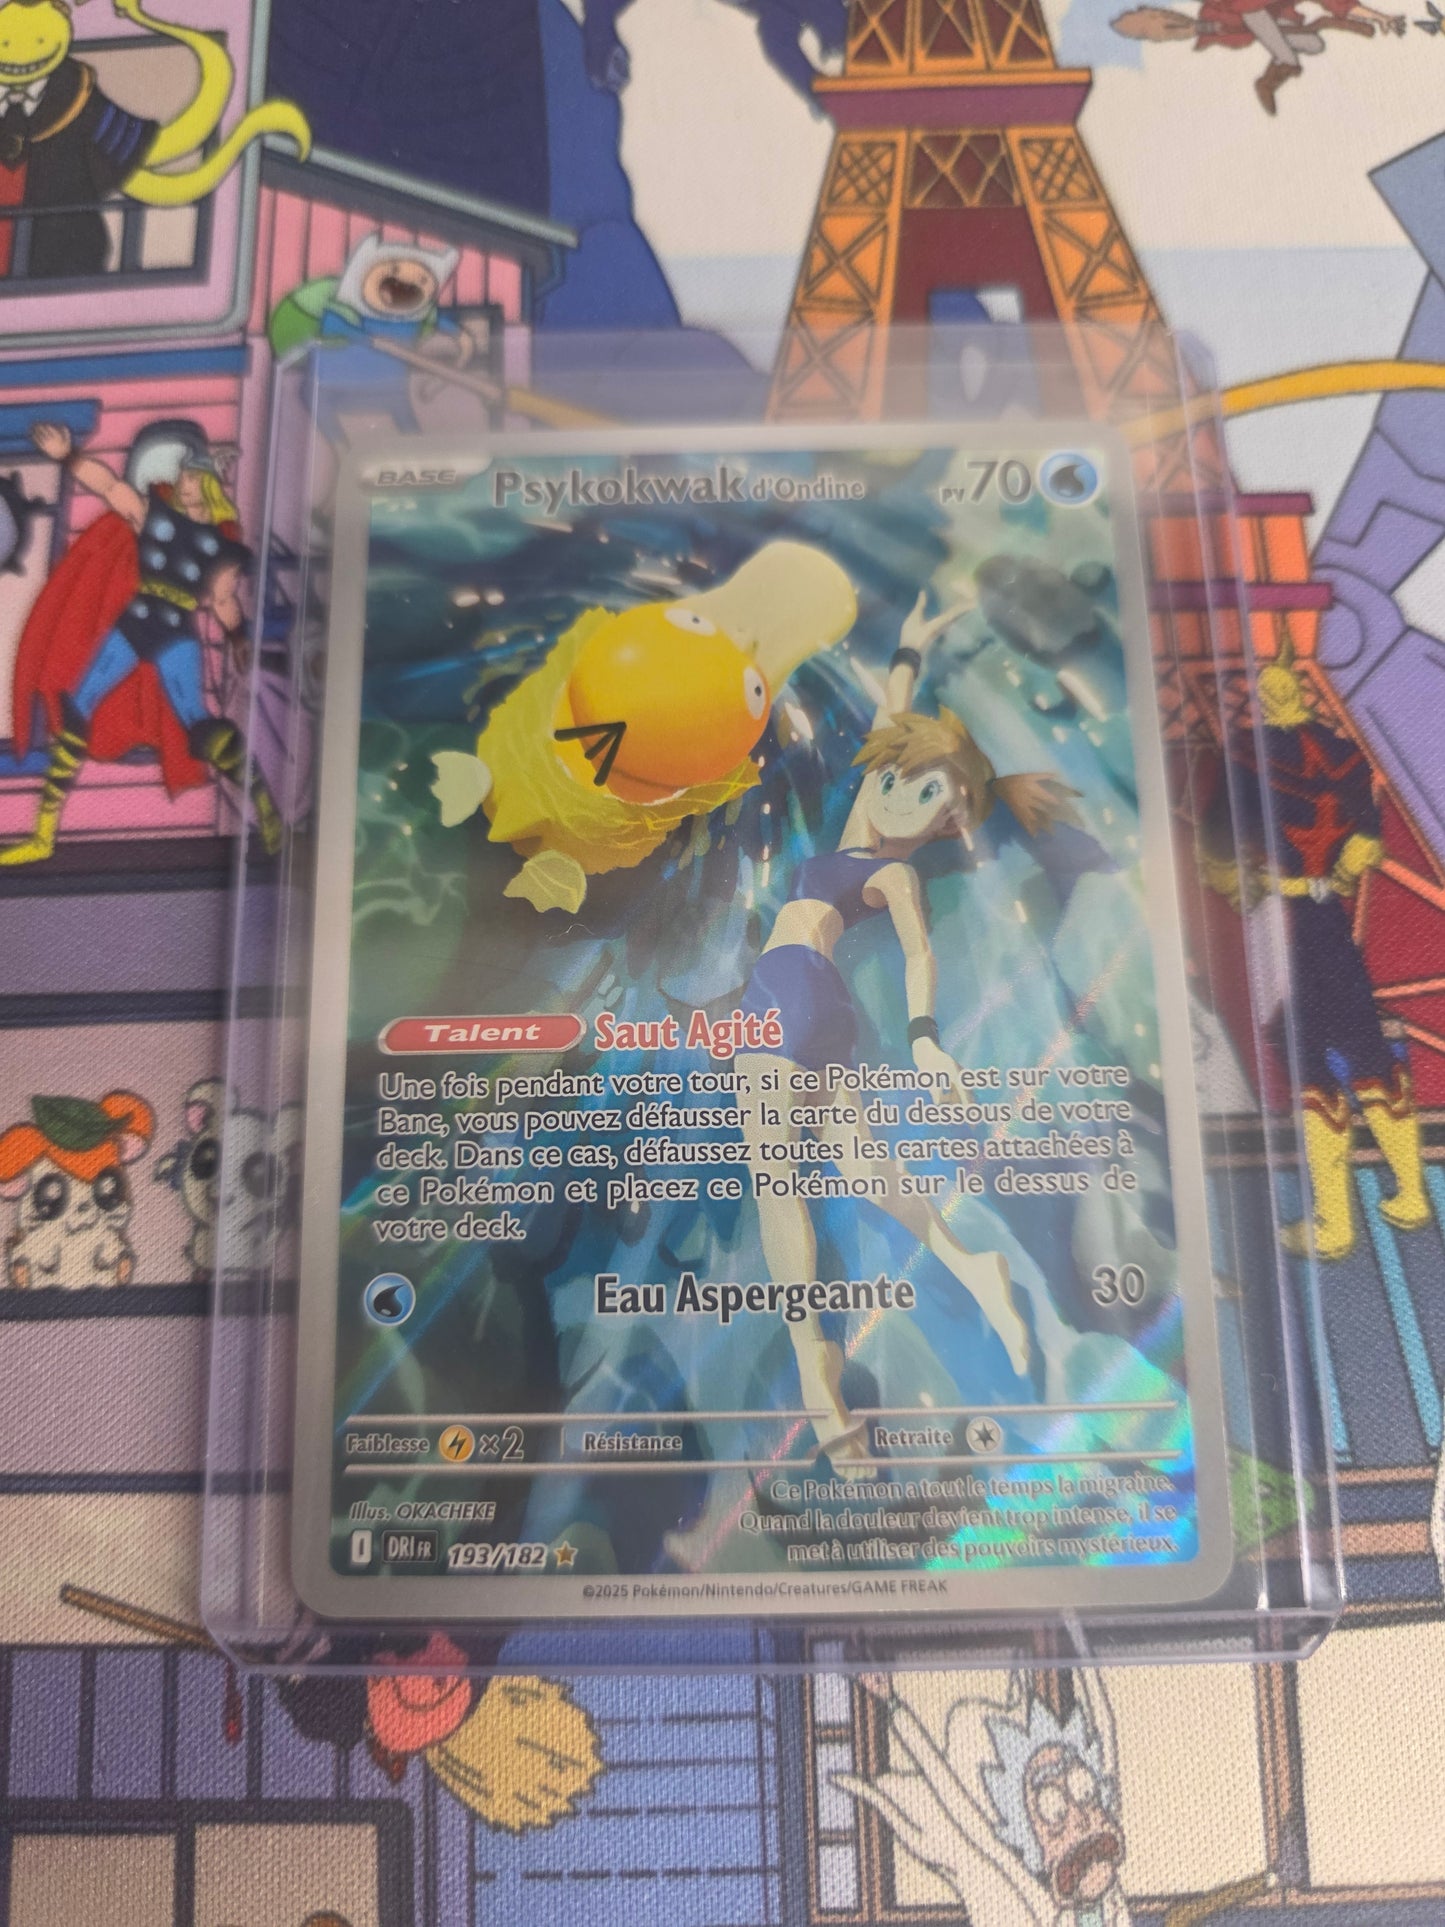 BASE Psykokwak d'Ondine PV 70
Talent Saut Agité
Une fois pendant votre tour, si ce Pokémon est sur votre
Banc, vous pouvez défausser la carte du dessous de votre
deck. Dans ce cas, défaussez toutes les cartes attachées à
ce Pokémon et placez ce Pokémon sur le dessus de
votre deck.
Eau Aspergeante 30
Faiblesse ×2 Résistance Retraite
Ce Pokémon a tout le temps la migraine.
Quand la douleur devient trop intense, il se
met à utiliser des pouvoirs mystérieux.
Illus. OKACHEKE
I DRI FR 193/182
©2025 Pokémon/Nintendo/Creatures/GAME FREAK